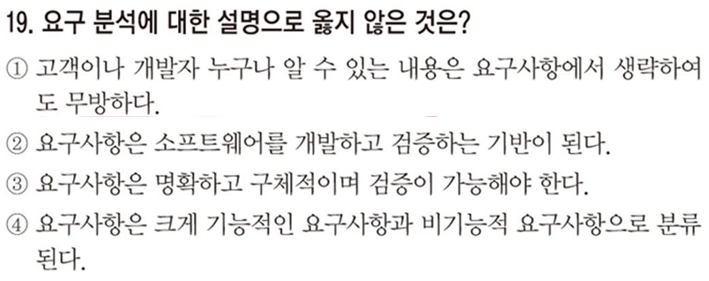 19. 요구 분석에 대한 설명으로 옳지 않은 것은?
① 고객이나 개발자 누구나 알 수 있는 내용은 요구사항에서 생략하여
도 무방하다.
② 요구사항은 소프트웨어를 개발하고 검증하는 기반이 된다.
③ 요구사항은 명확하고 구체적이며 검증이 가능해야 한다.
④ 요구사항은 크게 기능적인 요구사항과 비기능적 요구사항으로 분류
된다.